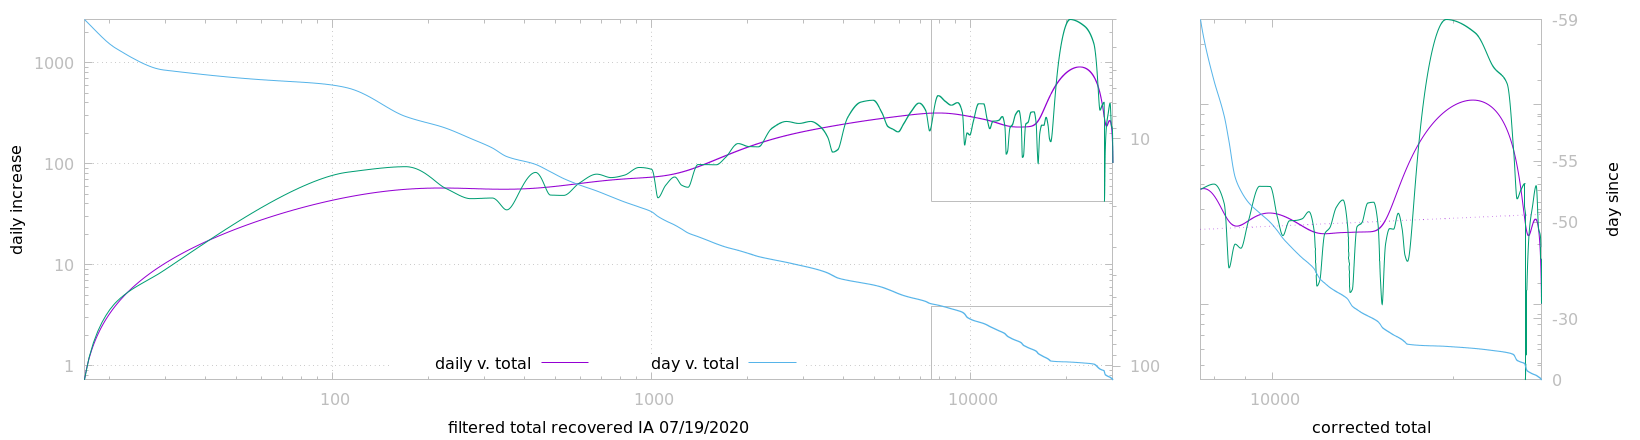 daily increase
1000
100
10
1
daily v. total
day v. total
10
100
100
1000
10000
filtered total recovered IA 07/19/2020
-59
-55
-50
-30
0
day since
10000
corrected total